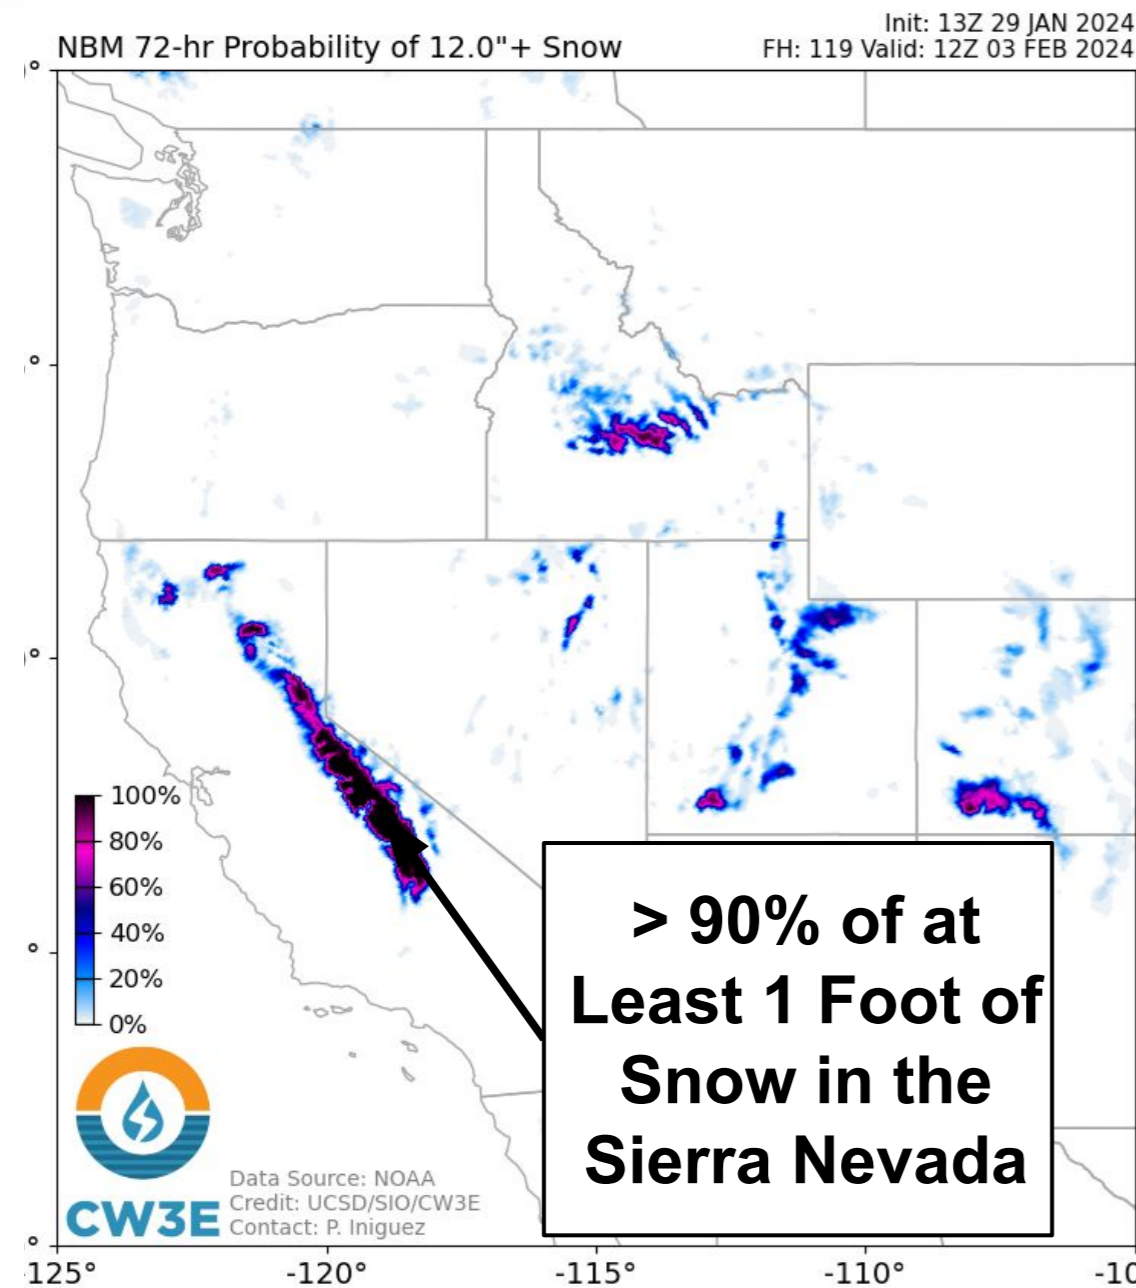 Init: 13Z 29 JAN 2024
NBM 72-hr Probability of 12.0"+ Snow
FH: 119 Valid: 12Z 03 FEB 2024
100%
80%
60%
40%
20%
0%
> 90% of at
Least 1 Foot of
Snow in the
Sierra Nevada
CW3E
Data Source: NOAA
Credit: UCSD/SIO/CW3E
Contact: P. Iniguez
-120°
-115°
-110°